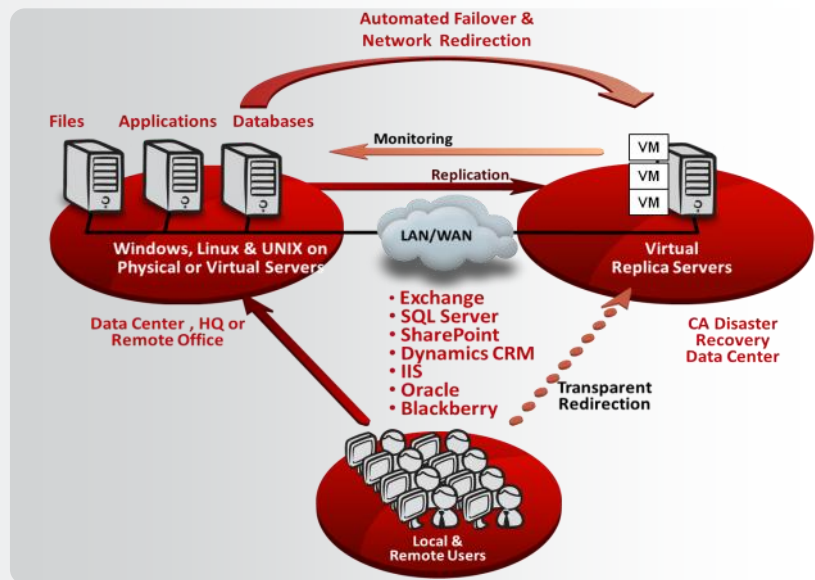 Automated Failover &
Network Redirection
Files
Applications
Databases
Monitoring
VM
VM
VM
Replication
LAN/WAN
Windows, Linux & UNIX on
Physical or Virtual Servers
Virtual
Replica Servers
Data Center , HQ or
Remote Office
• Exchange
• SQL Server
• SharePoint
• Dynamics CRM
• IIS
• Oracle
• Blackberry
CA Disaster
Recovery
Data Center
Transparent
Redirection
Local &
Remote Users